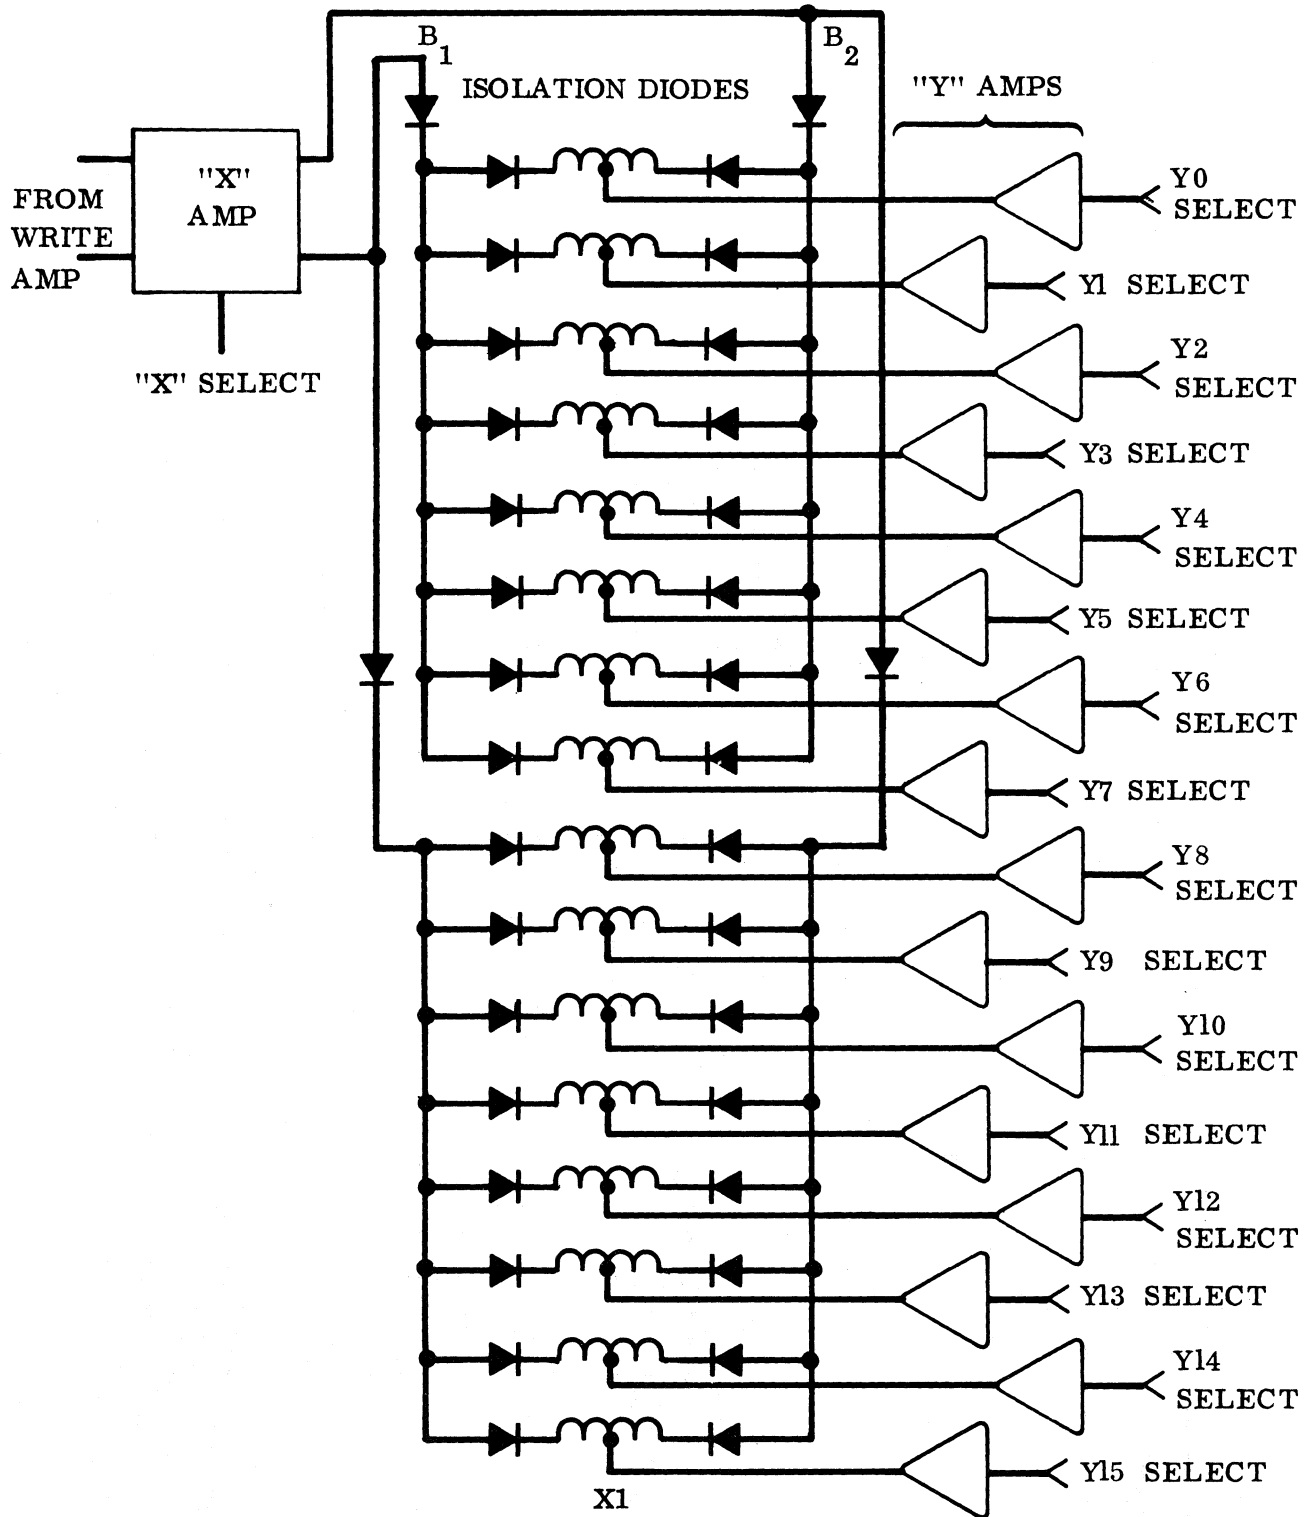 B1
B2
ISOLATION DIODES
"Y" AMPS
"X"
AMP
FROM
WRITE
AMP
"X" SELECT
Y0
SELECT
Y1 SELECT
Y2
SELECT
Y3 SELECT
Y4
SELECT
Y5 SELECT
Y6
SELECT
Y7 SELECT
Y8
SELECT
Y9 SELECT
Y10
SELECT
Y11 SELECT
Y12
SELECT
Y13 SELECT
Y14
SELECT
Y15 SELECT
X1